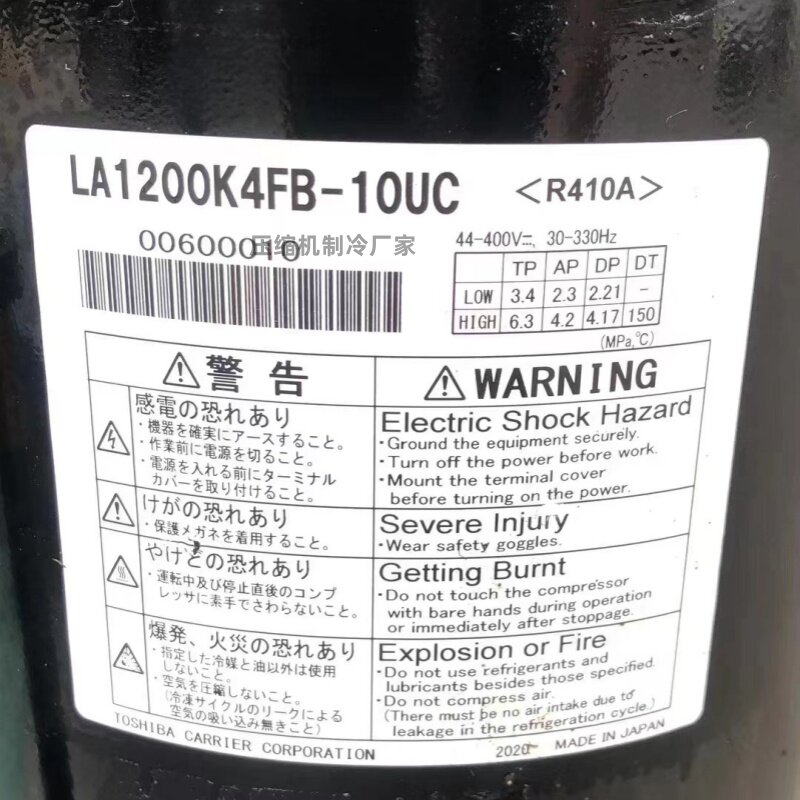 LA1200K4FB-10UC <R410A>
00600010
压缩机制冷厂家
44-400V⎓, 30-330Hz
TP AP DP DT
LOW 3.4 2.3 2.21 -
HIGH 6.3 4.2 4.17 150
(MPa,℃)
警告
感電の恐れあり
・機器を確実にアースすること。
・作業前に電源を切ること。
・電源を入れる前にターミナル
カバーを取り付けること。
けがの恐れあり
・保護メガネを着用すること。
やけどの恐れあり
・運転中及び停止直後のコンプ
レッサに素手でさわらないこと。
爆発、火災の恐れあり
・指定した冷媒と油以外は使用
しないこと。
・空気を圧縮しないこと。
(冷凍サイクルのリークによる
空気の吸い込み無きこと)
WARNING
Electric Shock Hazard
・Ground the equipment securely.
・Turn off the power before work.
・Mount the terminal cover
before turning on the power.
Severe Injury
・Wear safety goggles.
Getting Burnt
・Do not touch the compressor
with bare hands during operation
or immediately after stoppage.
Explosion or Fire
・Do not use refrigerants and
lubricants besides those specified.
・Do not compress air.
(There must be no air intake due to
leakage in the refrigeration cycle.)
TOSHIBA CARRIER CORPORATION 2020 MADE IN JAPAN